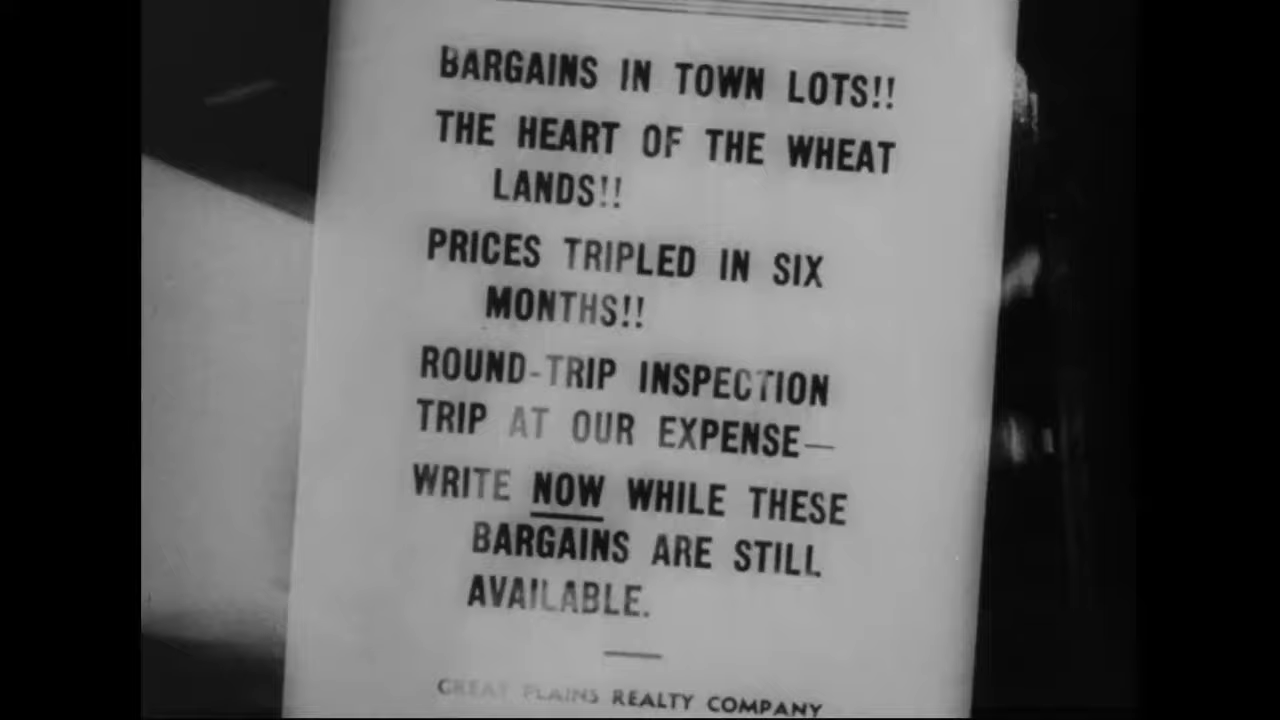 BARGAINS IN TOWN LOTS!!
THE HEART OF THE WHEAT
LANDS!!
PRICES TRIPLED IN SIX
MONTHS!!
ROUND-TRIP INSPECTION
TRIP AT OUR EXPENSE—
WRITE NOW WHILE THESE
BARGAINS ARE STILL
AVAILABLE.
GREAT PLAINS REALTY COMPANY